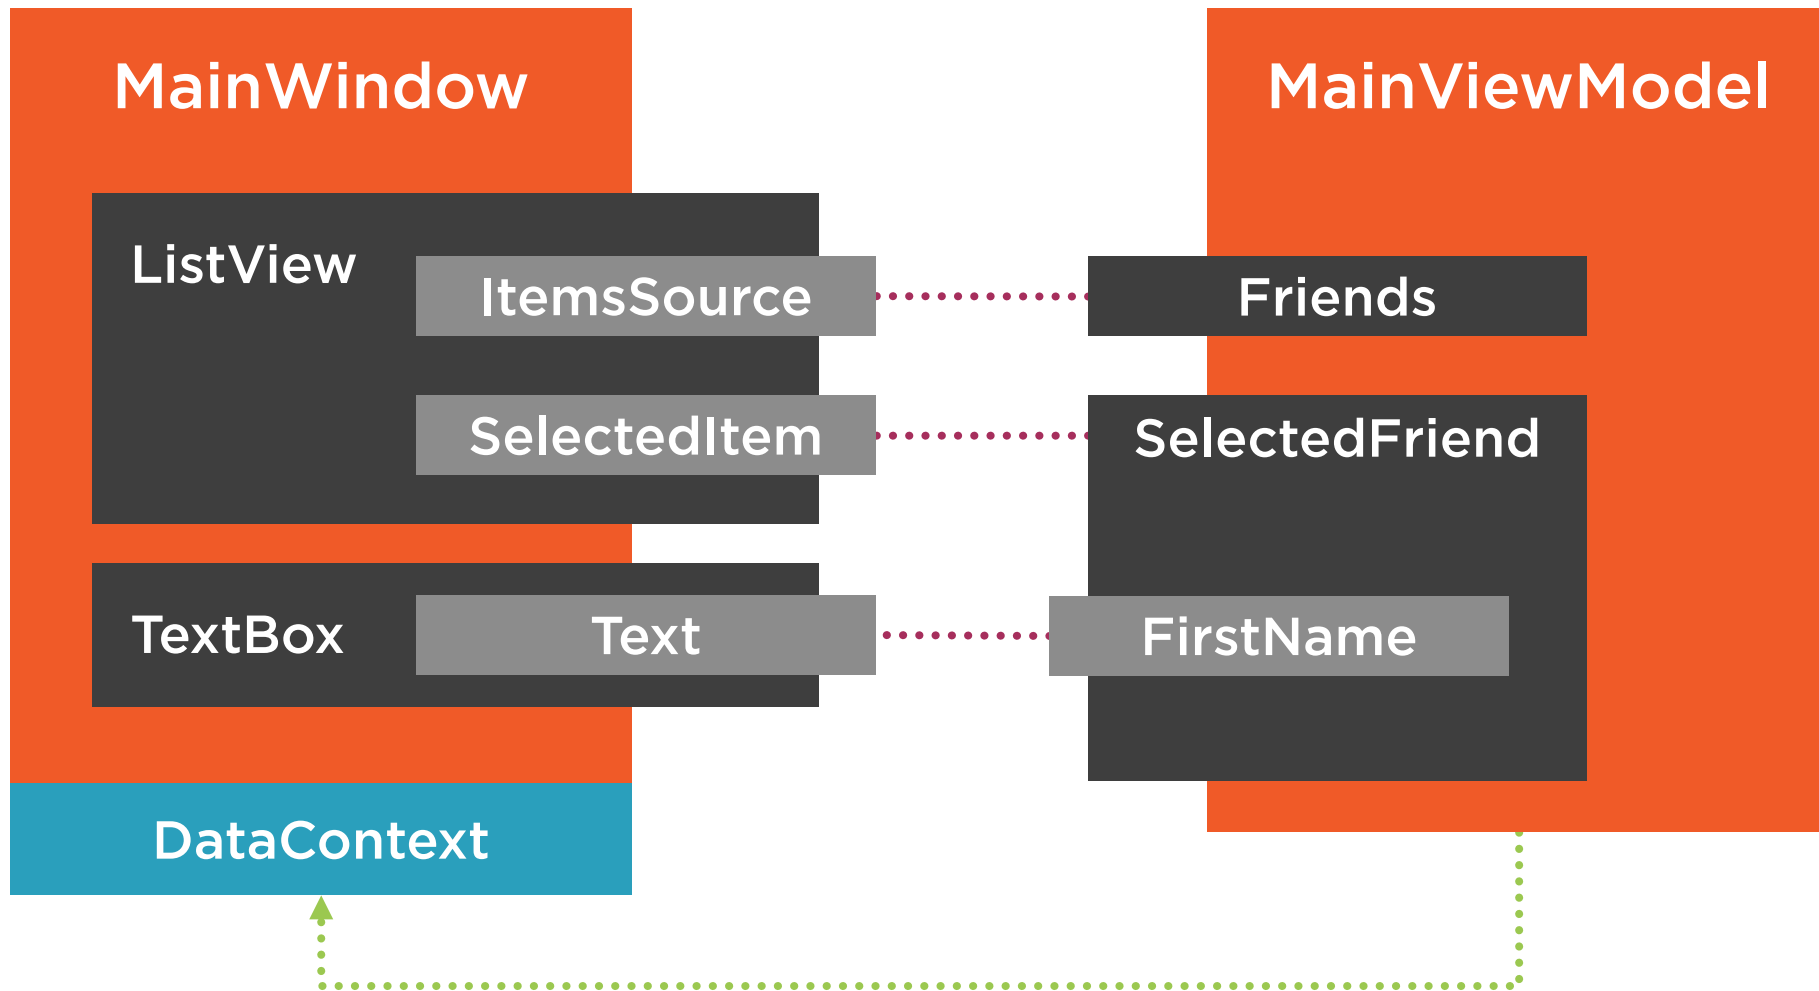 MainWindow
MainViewModel
ListView
ItemsSource
Friends
SelectedItem
SelectedFriend
TextBox
Text
FirstName
DataContext